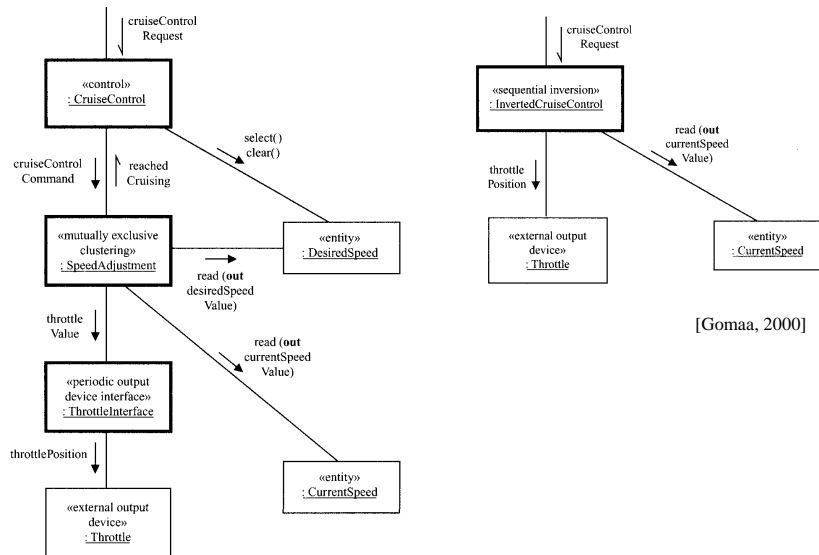 cruiseControl
Request
«control»
: CruiseControl
select()
clear()
cruiseControl
Command
reached
Cruising
«mutually exclusive
clustering»
: SpeedAdjustment
«entity»
: DesiredSpeed
read (out
desiredSpeed
Value)
throttle
Value
read (out
currentSpeed
Value)
«periodic output
device interface»
: ThrottleInterface
throttlePosition
«entity»
: CurrentSpeed
«external output
device»
: Throttle
cruiseControl
Request
«sequential inversion»
: InvertedCruiseControl
read (out
currentSpeed
Value)
throttle
Position
«external output
device»
: Throttle
«entity»
: CurrentSpeed
[Gomaa, 2000]